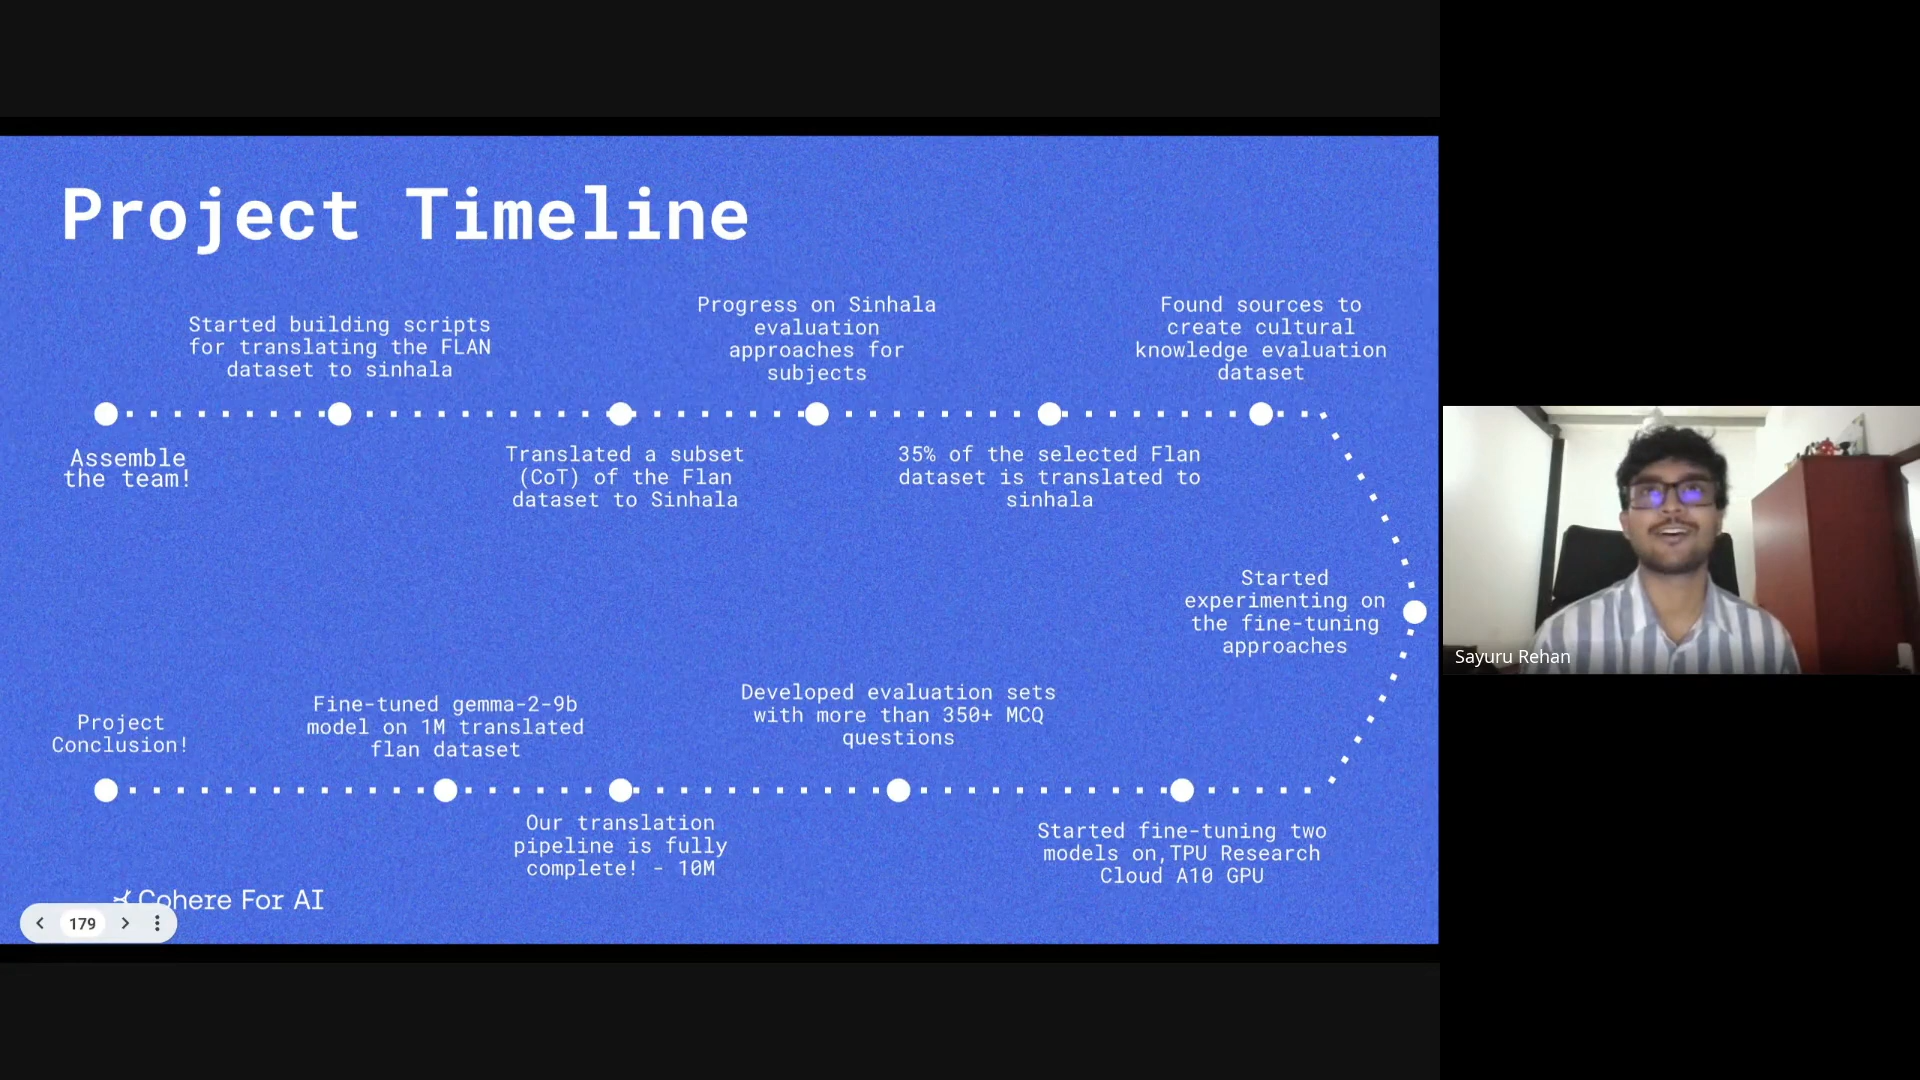 Project Timeline
Assemble
the team!
Started building scripts
for translating the FLAN
dataset to sinhala
Translated a subset
(CoT) of the Flan
dataset to Sinhala
Progress on Sinhala
evaluation
approaches for
subjects
35% of the selected Flan
dataset is translated to
sinhala
Found sources to
create cultural
knowledge evaluation
dataset
Started
experimenting on
the fine-tuning
approaches
Started fine-tuning two
models on,TPU Research
Cloud A10 GPU
Developed evaluation sets
with more than 350+ MCQ
questions
Our translation
pipeline is fully
complete! - 10M
Fine-tuned gemma-2-9b
model on 1M translated
flan dataset
Project
Conclusion!
Cohere For AI
179
Sayuru Rehan